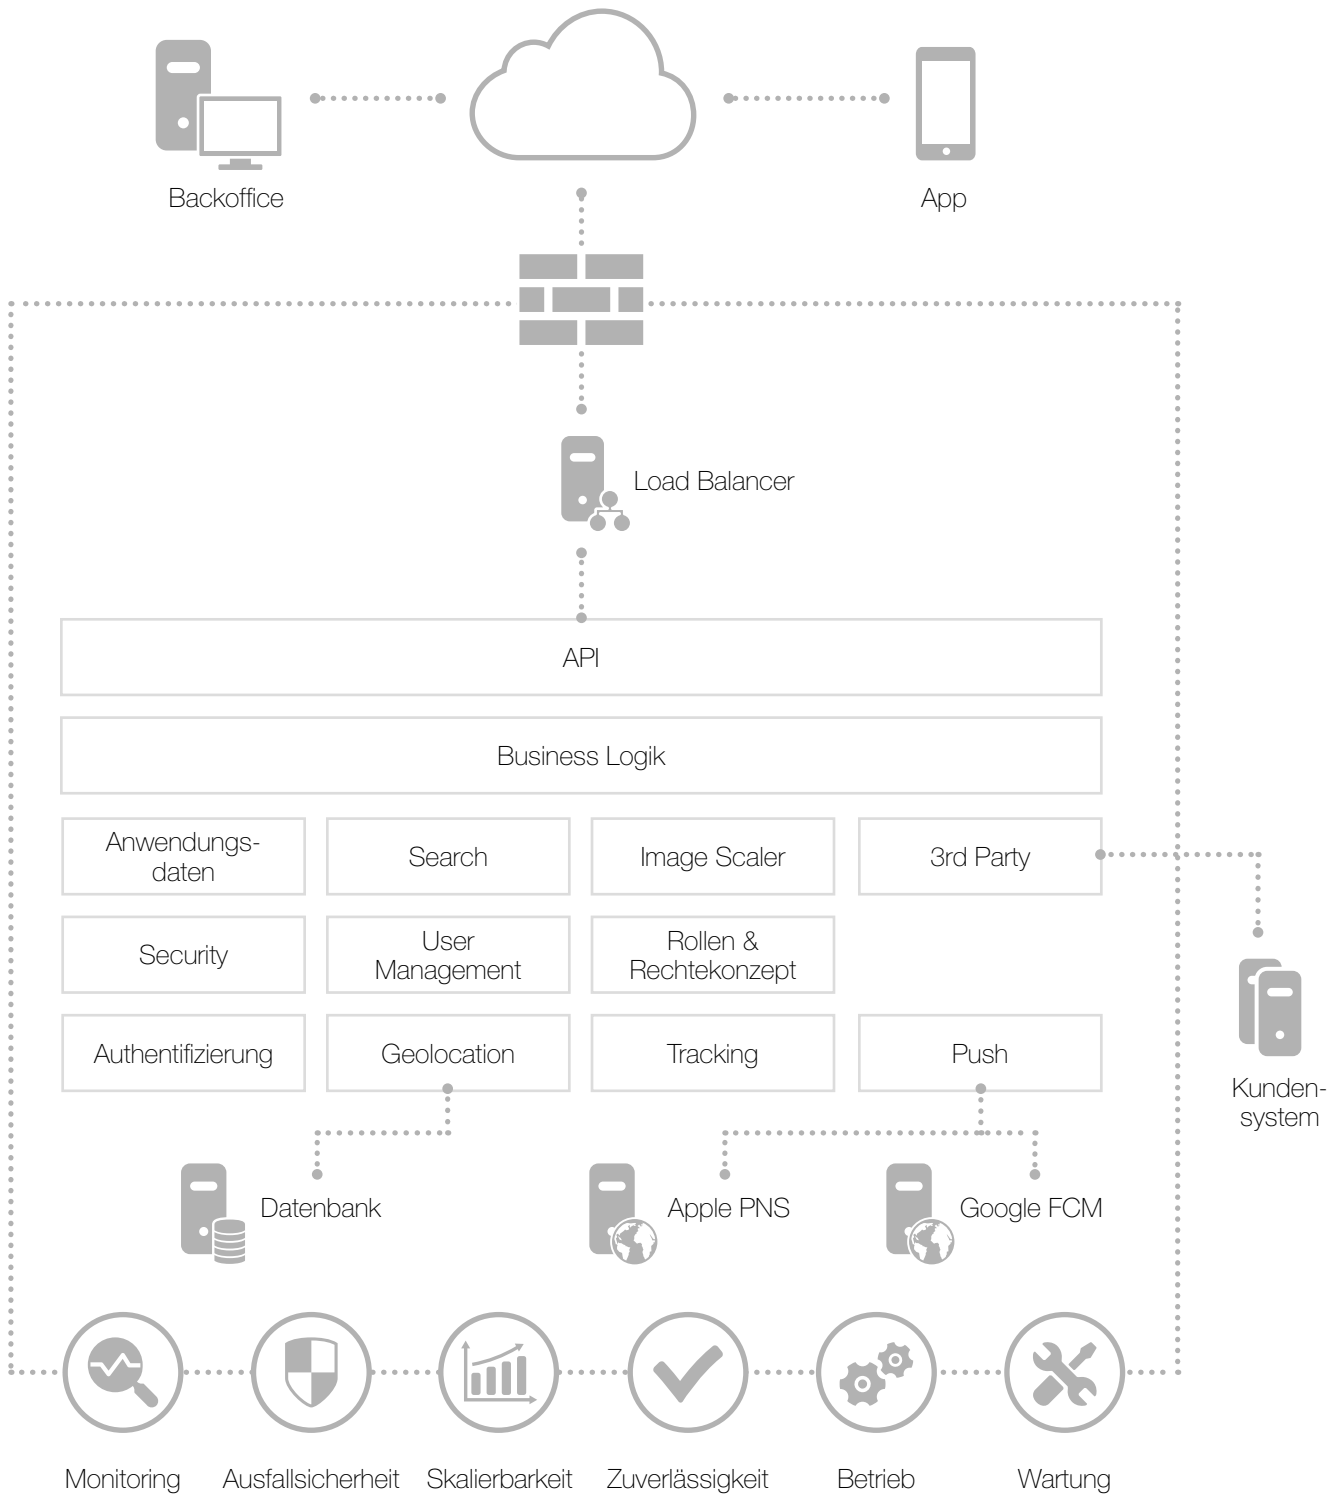 Backoffice
App
Load Balancer
API
Business Logik
Anwendungs-
daten
Search
Image Scaler
3rd Party
Security
User
Management
Rollen &
Rechtekonzept
Authentifizierung
Geolocation
Tracking
Push
Kunden-
system
Datenbank
Apple PNS
Google FCM
Monitoring
Ausfallsicherheit
Skalierbarkeit
Zuverlässigkeit
Betrieb
Wartung